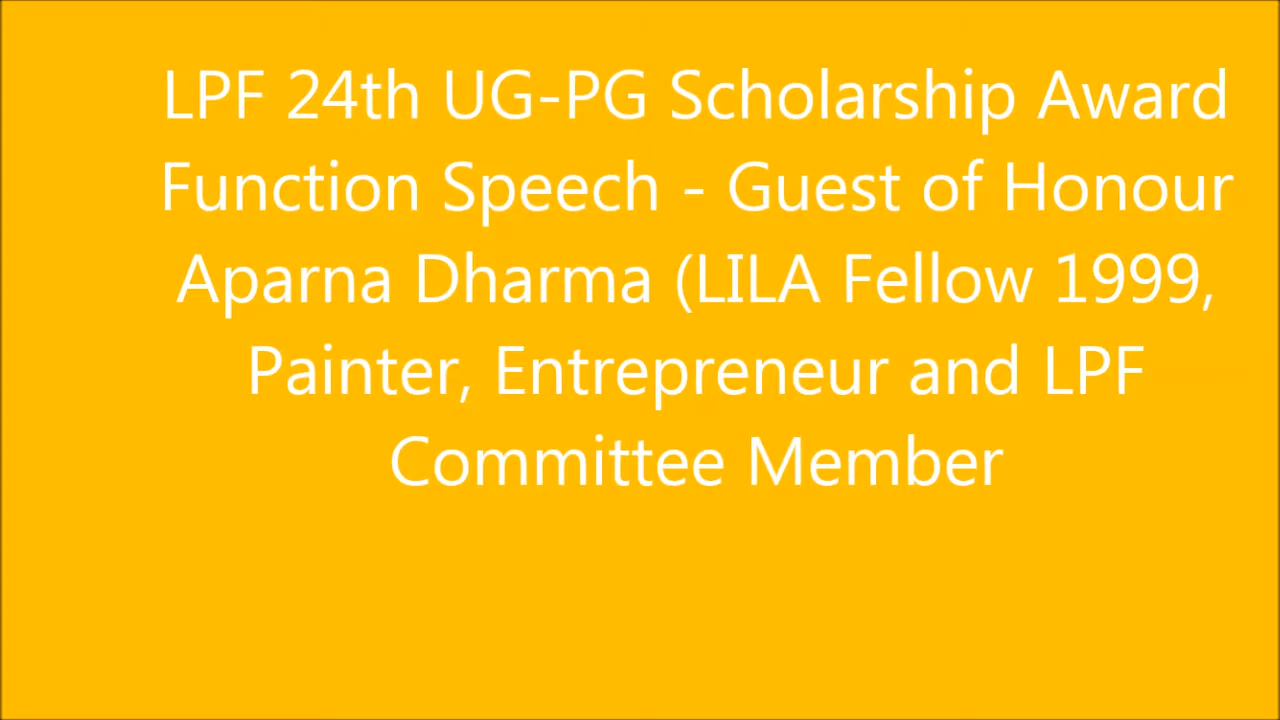 LPF 24th UG-PG Scholarship Award
Function Speech - Guest of Honour
Aparna Dharma (LILA Fellow 1999,
Painter, Entrepreneur and LPF
Committee Member